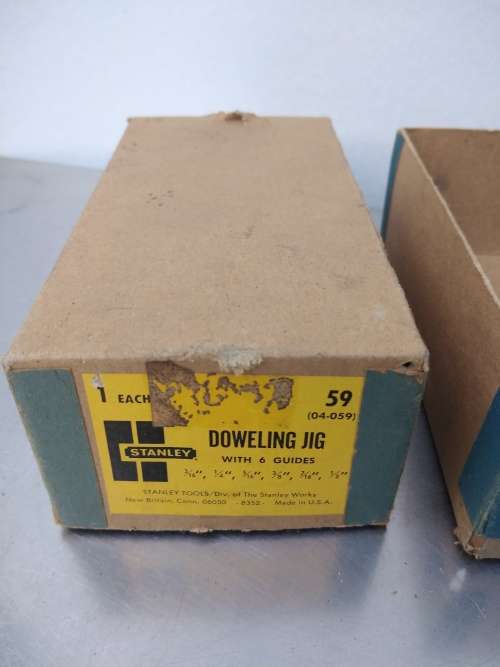 1 EACH
59
(04-059)
STANLEY
DOWELING JIG
WITH 6 GUIDES
3/16", 1/4", 5/16", 3/8", 7/16", 1/2"
STANLEY TOOLS/Div. of The Stanley Works
New Britain, Conn. 06050 -8352- Made in U.S.A.